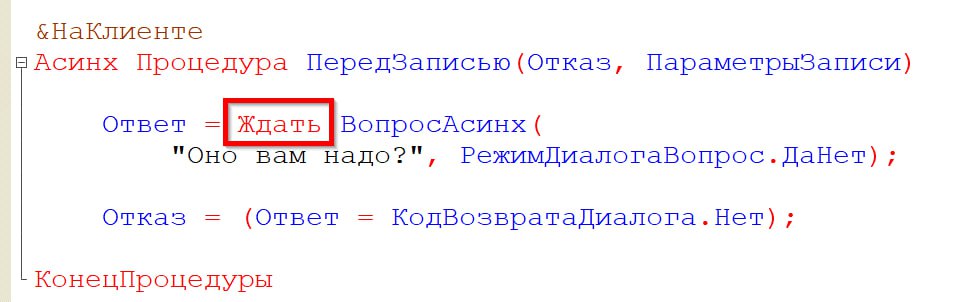 &НаКлиенте
Асинх Процедура ПередЗаписью(Отказ, ПараметрыЗаписи)
Ответ = Ждать ВопросАсинх(
"Оно вам надо?", РежимДиалогаВопрос.ДаНет);
Отказ = (Ответ = КодВозвратаДиалога.Нет);
КонецПроцедуры